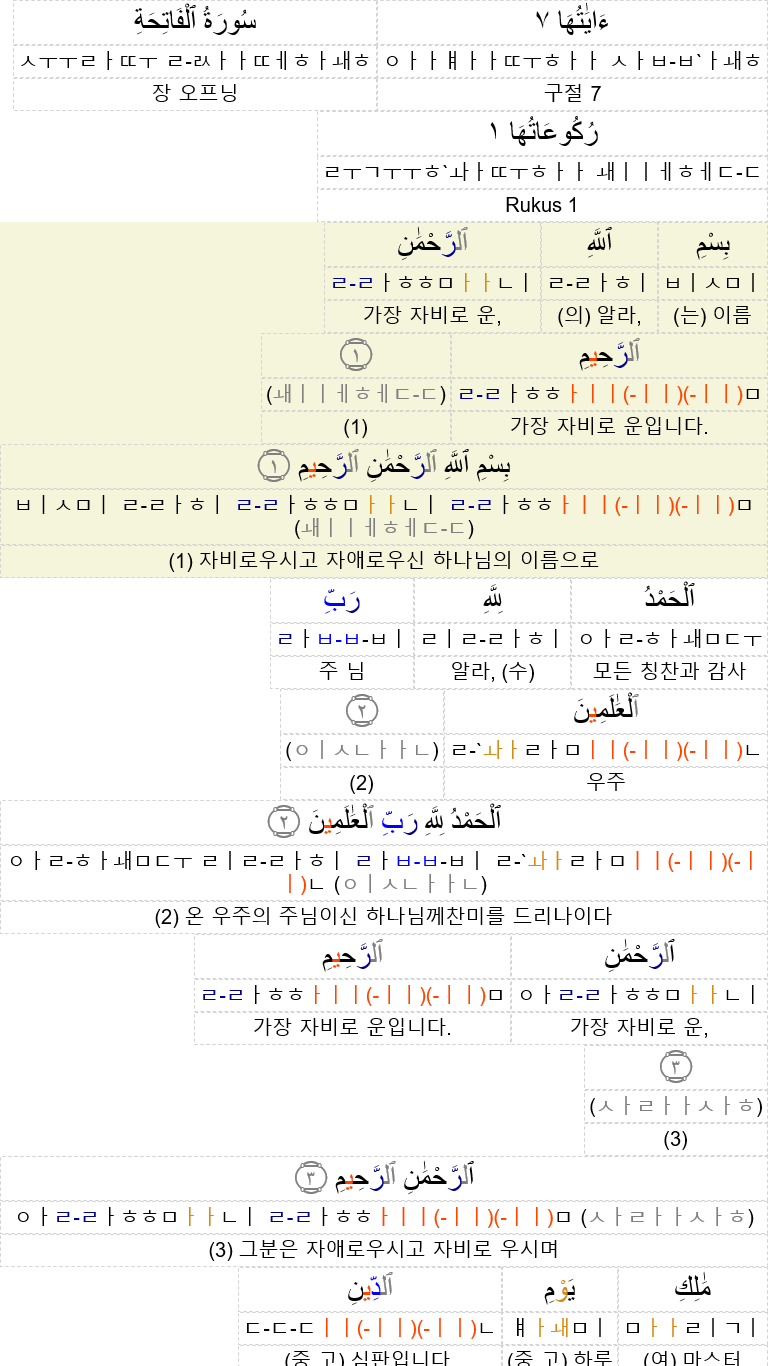 ءَايَٰتُهَا ٧ سُورَةُ ٱلْفَاتِحَةِ
ㅇㅏㅏㅒㅏㅏㄸㅜㅎㅏㅏ ㅅㅏㅂ-ㅂ`ㅏㅙㅎ ㅅㅜㅜㄹㅏㄸㅜ ㄹ-ㄽㅏㅏㄸㅔㅎㅏㅙㅎ
구절 7 장 오프닝
رُكُوعَاتُهَا ١
ㄹㅜㄱㅜㅜㅎ`ㅘㅏㄸㅜㅎㅏㅏ ㅙㅣㅣㅔㅎㅔㄷ-ㄷ
Rukus 1
بِسْمِ ٱللَّهِ ٱلرَّحْمَٰنِ
ㅂㅣㅅㅁㅣ ㄹ-ㄹㅏㅎㅣ ㄹ-ㄹㅏㅎㅎㅁㅏㅏㄴㅣ
(는) 이름 (의) 알라, 가장 자비로 운,
ٱلرَّحِيمِ ١
ㄹ-ㄹㅏㅎㅎㅏㅣㅣ(-ㅣㅣ)(-ㅣㅣ)ㅁ (ㅙㅣㅣㅔㅎㅔㄷ-ㄷ)
가장 자비로 운입니다. (1)
بِسْمِ ٱللَّهِ ٱلرَّحْمَٰنِ ٱلرَّحِيمِ ١
ㅂㅣㅅㅁㅣ ㄹ-ㄹㅏㅎㅣ ㄹ-ㄹㅏㅎㅎㅁㅏㅏㄴㅣ ㄹ-ㄹㅏㅎㅎㅏㅣㅣ(-ㅣㅣ)(-ㅣㅣ)ㅁ
(ㅙㅣㅣㅔㅎㅔㄷ-ㄷ)
(1) 자비로우시고 자애로우신 하나님의 이름으로
ٱلْحَمْدُ لِلَّهِ رَبِّ
ㅇㅏㄹ-ㅎㅏㅙㅁㄷㅜ ㄹㅣㄹ-ㄹㅏㅎㅣ ㄹㅏㅂ-ㅂ-ㅂㅣ
모든 칭찬과 감사 알라, (수) 주 님
ٱلْعَٰلَمِينَ ٢
ㄹ-`ㅘㅏㄹㅏㅁㅣㅣ(-ㅣㅣ)(-ㅣㅣ)ㄴ (ㅇㅣㅅㄴㅏㅏㄴ)
우주 (2)
ٱلْحَمْدُ لِلَّهِ رَبِّ ٱلْعَٰلَمِينَ ٢
ㅇㅏㄹ-ㅎㅏㅙㅁㄷㅜ ㄹㅣㄹ-ㄹㅏㅎㅣ ㄹㅏㅂ-ㅂ-ㅂㅣ ㄹ-`ㅘㅏㄹㅏㅁㅣㅣ(-ㅣㅣ)(-ㅣ
ㅣ)ㄴ (ㅇㅣㅅㄴㅏㅏㄴ)
(2) 온 우주의 주님이신 하나님께찬미를 드리나이다
ٱلرَّحْمَٰنِ ٱلرَّحِيمِ
ㅇㅏㄹ-ㄹㅏㅎㅎㅁㅏㅏㄴㅣ ㄹ-ㄹㅏㅎㅎㅏㅣㅣ(-ㅣㅣ)(-ㅣㅣ)ㅁ
가장 자비로 운, 가장 자비로 운입니다.
٣
(ㅅㅏㄹㅏㅏㅅㅏㅎ)
(3)
ٱلرَّحْمَٰنِ ٱلرَّحِيمِ ٣
ㅇㅏㄹ-ㄹㅏㅎㅎㅁㅏㅏㄴㅣ ㄹ-ㄹㅏㅎㅎㅏㅣㅣ(-ㅣㅣ)(-ㅣㅣ)ㅁ (ㅅㅏㄹㅏㅏㅅㅏㅎ)
(3) 그분은 자애로우시고 자비로 우시며
مَٰلِكِ يَوْمِ ٱلدِّينِ
ㅁㅏㅏㄹㅣㄱㅣ ㅒㅏㅙㅁㅣ ㄷ-ㄷ-ㄷㅣㅣ(-ㅣㅣ)(-ㅣㅣ)ㄴ
(여) 마스터 (중 고) 하루 (중 고) 심판입니다